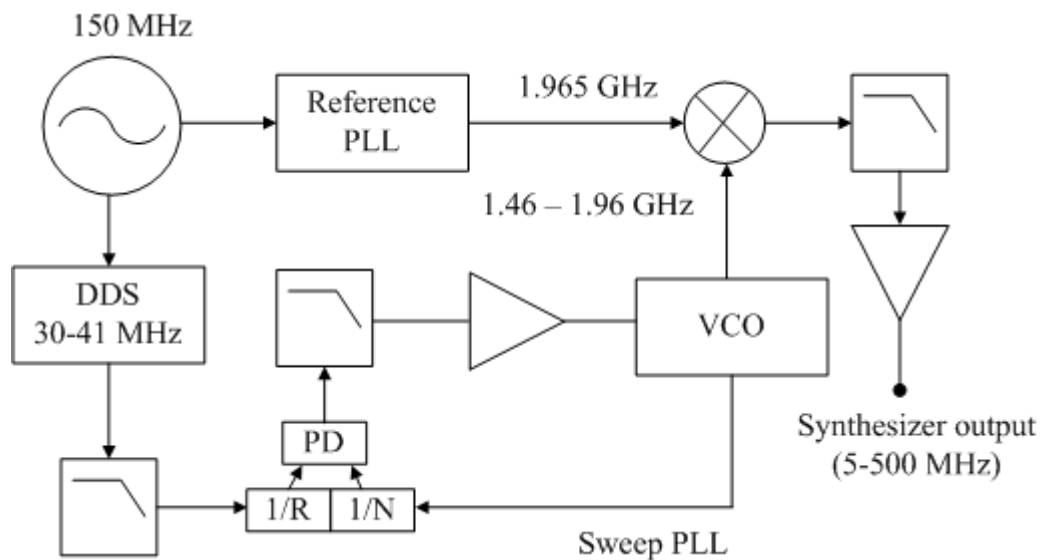 150 MHz
Reference
PLL
1.965 GHz
1.46 – 1.96 GHz
DDS
30-41 MHz
VCO
PD
1/R
1/N
Synthesizer output
(5-500 MHz)
Sweep PLL